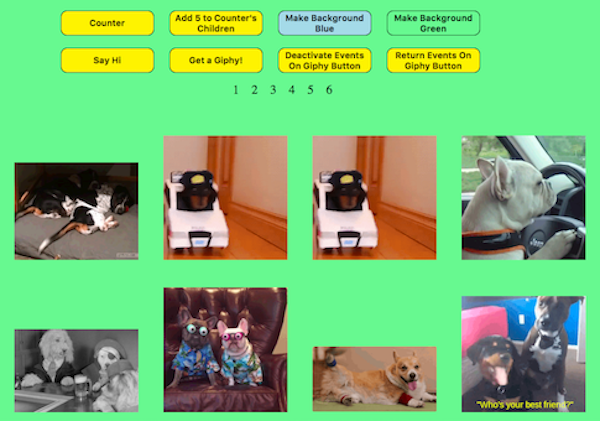 Counter
Add 5 to Counter's
Children
Make Background
Blue
Make Background
Green
Say Hi
Get a Giphy!
Deactivate Events
On Giphy Button
Return Events On
Giphy Button
1 2 3 4 5 6
"Who's your best friend?"